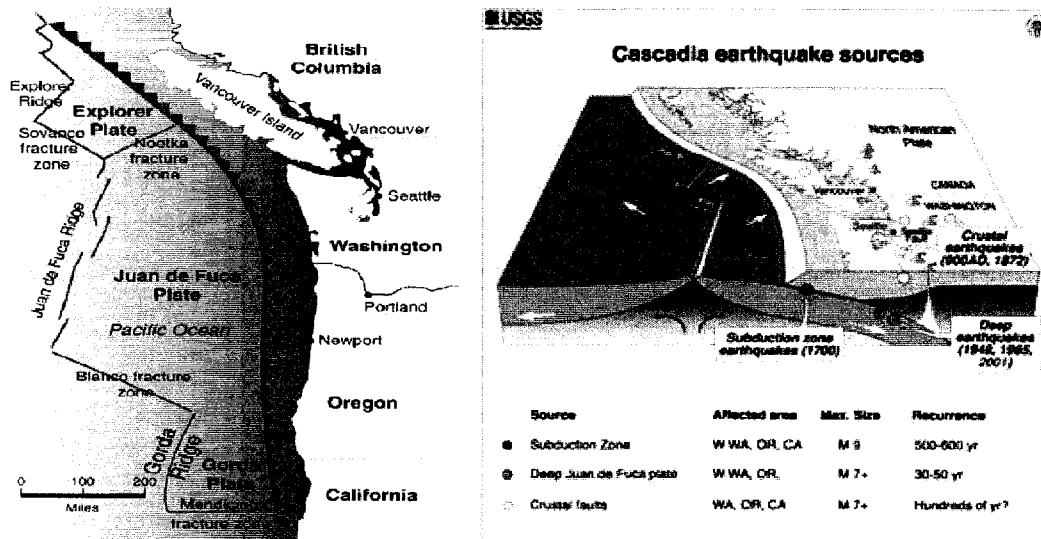 British
Columbia
Explorer
Ridge
Explorer
Plate
Vancouver Island
Vancouver
Sovanco
fracture
zone
Nootka
fracture
zone
Seattle
Juan de Fuca Ridge
Washington
Juan de Fuca
Plate
Portland
Pacific Ocean
Newport
Blanco fracture
zone
Oregon
Gorda
Ridge
Gorda
Plate
0 100 200
Miles
California
fracture zone
USGS
Cascadia earthquake sources
North American
Plate
Vancouver
CANADA
WASHINGTON
Seattle
Crustal
earthquakes
(900AD, 1872)
Subduction zone
earthquakes (1700)
Deep
earthquakes
(1949, 1965,
2001)
Source Affected area Max. Size Recurrence
Subduction Zone W.WA, OR, CA M 9 500-600 yr
Deep Juan de Fuca plate W.WA, OR, M 7+ 30-50 yr
Crustal faults WA, OR, CA M 7+ Hundreds of yr?